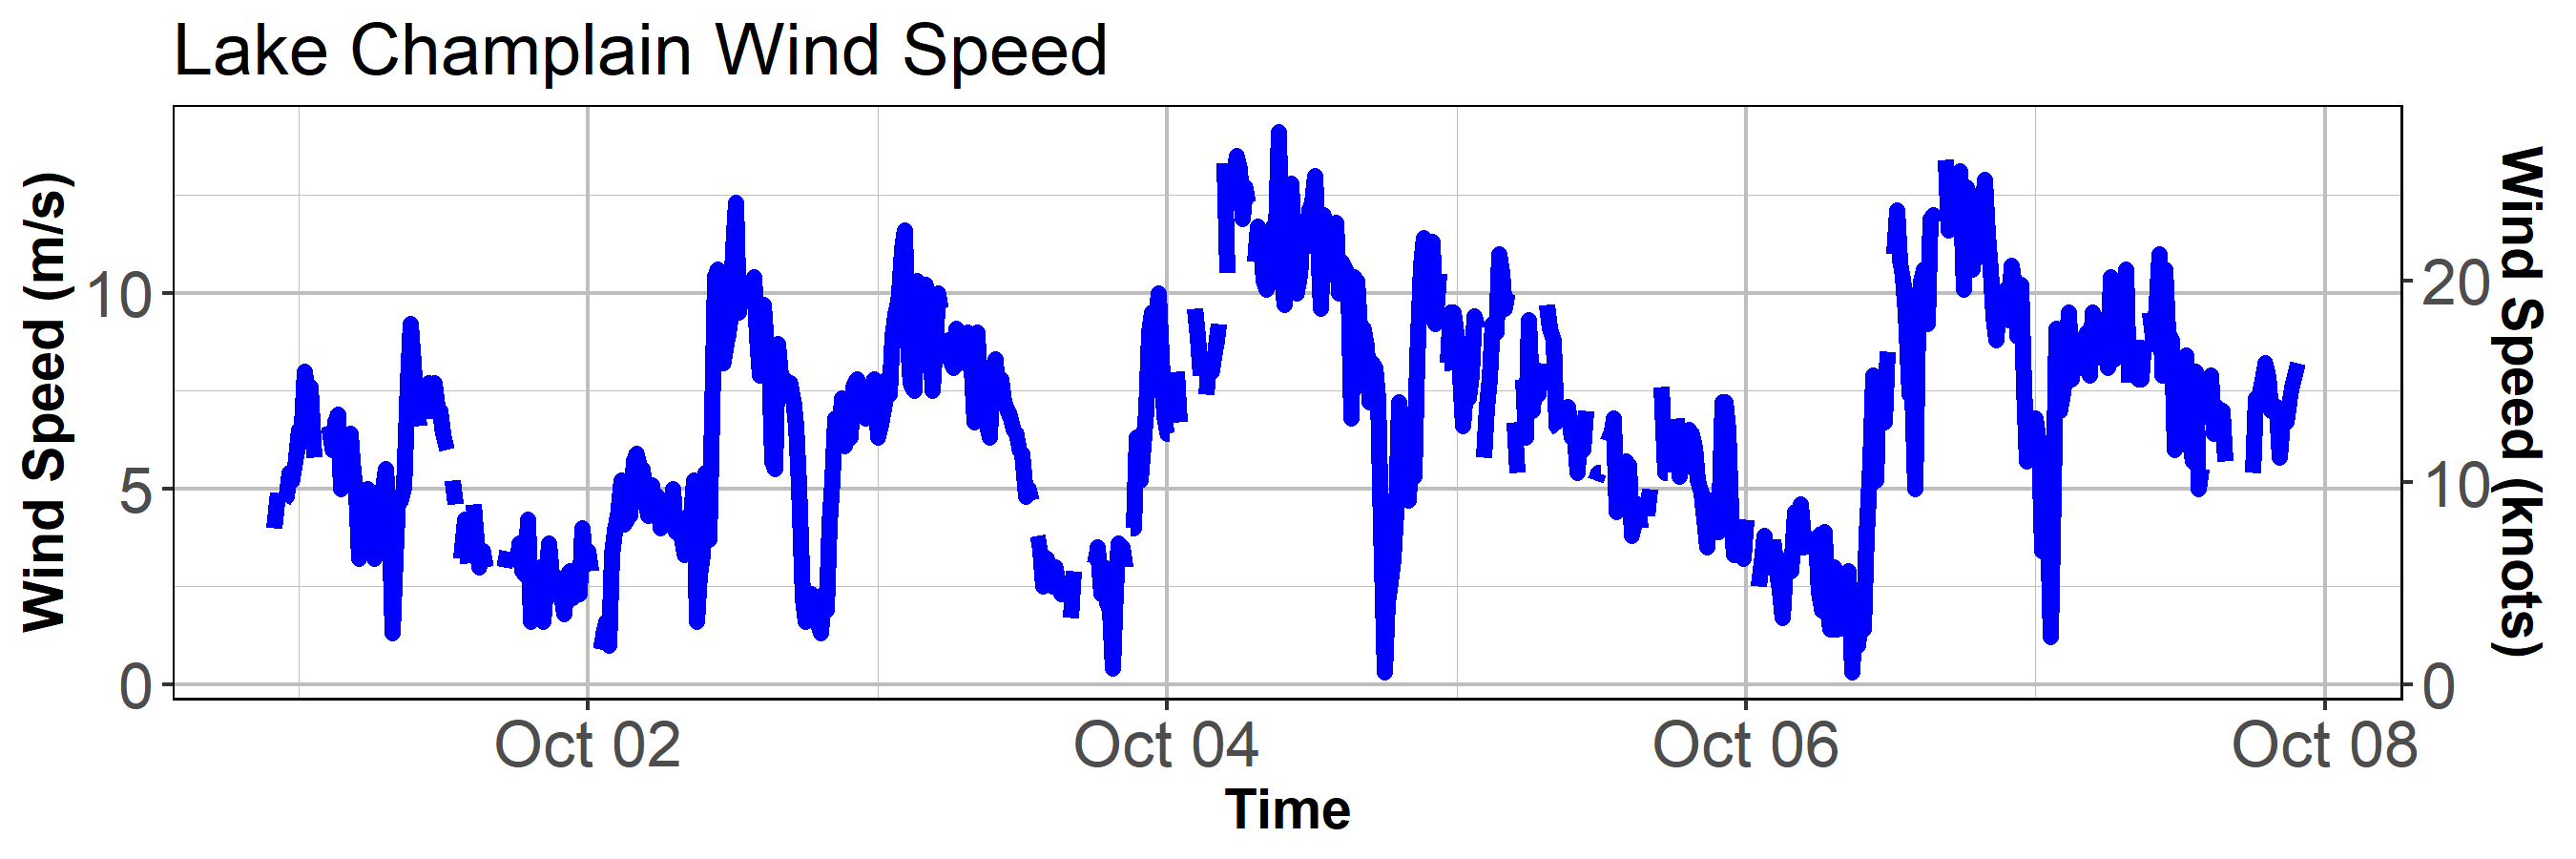 Lake Champlain Wind Speed
Wind Speed (m/s)
10
5
0
20
10
0
Wind Speed (knots)
Oct 02
Oct 04
Oct 06
Oct 08
Time